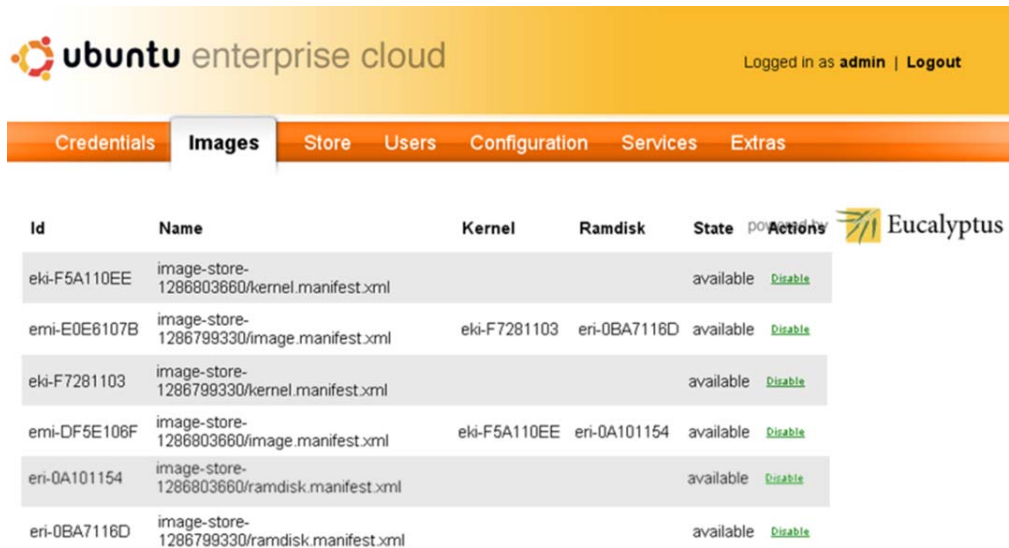 ubuntu enterprise cloud
Logged in as admin | Logout
Credentials Images Store Users Configuration Services Extras
Id Name Kernel Ramdisk State Actions
powered by Eucalyptus
eki-F5A110EE image-store-
1286803660/kernel.manifest.xml available Disable
emi-E0E6107B image-store-
1286799330/image.manifest.xml eki-F7281103 eri-0BA7116D available Disable
eki-F7281103 image-store-
1286799330/kernel.manifest.xml available Disable
emi-DF5E106F image-store-
1286803660/image.manifest.xml eki-F5A110EE eri-0A101154 available Disable
eri-0A101154 image-store-
1286803660/ramdisk.manifest.xml available Disable
eri-0BA7116D image-store-
1286799330/ramdisk.manifest.xml available Disable